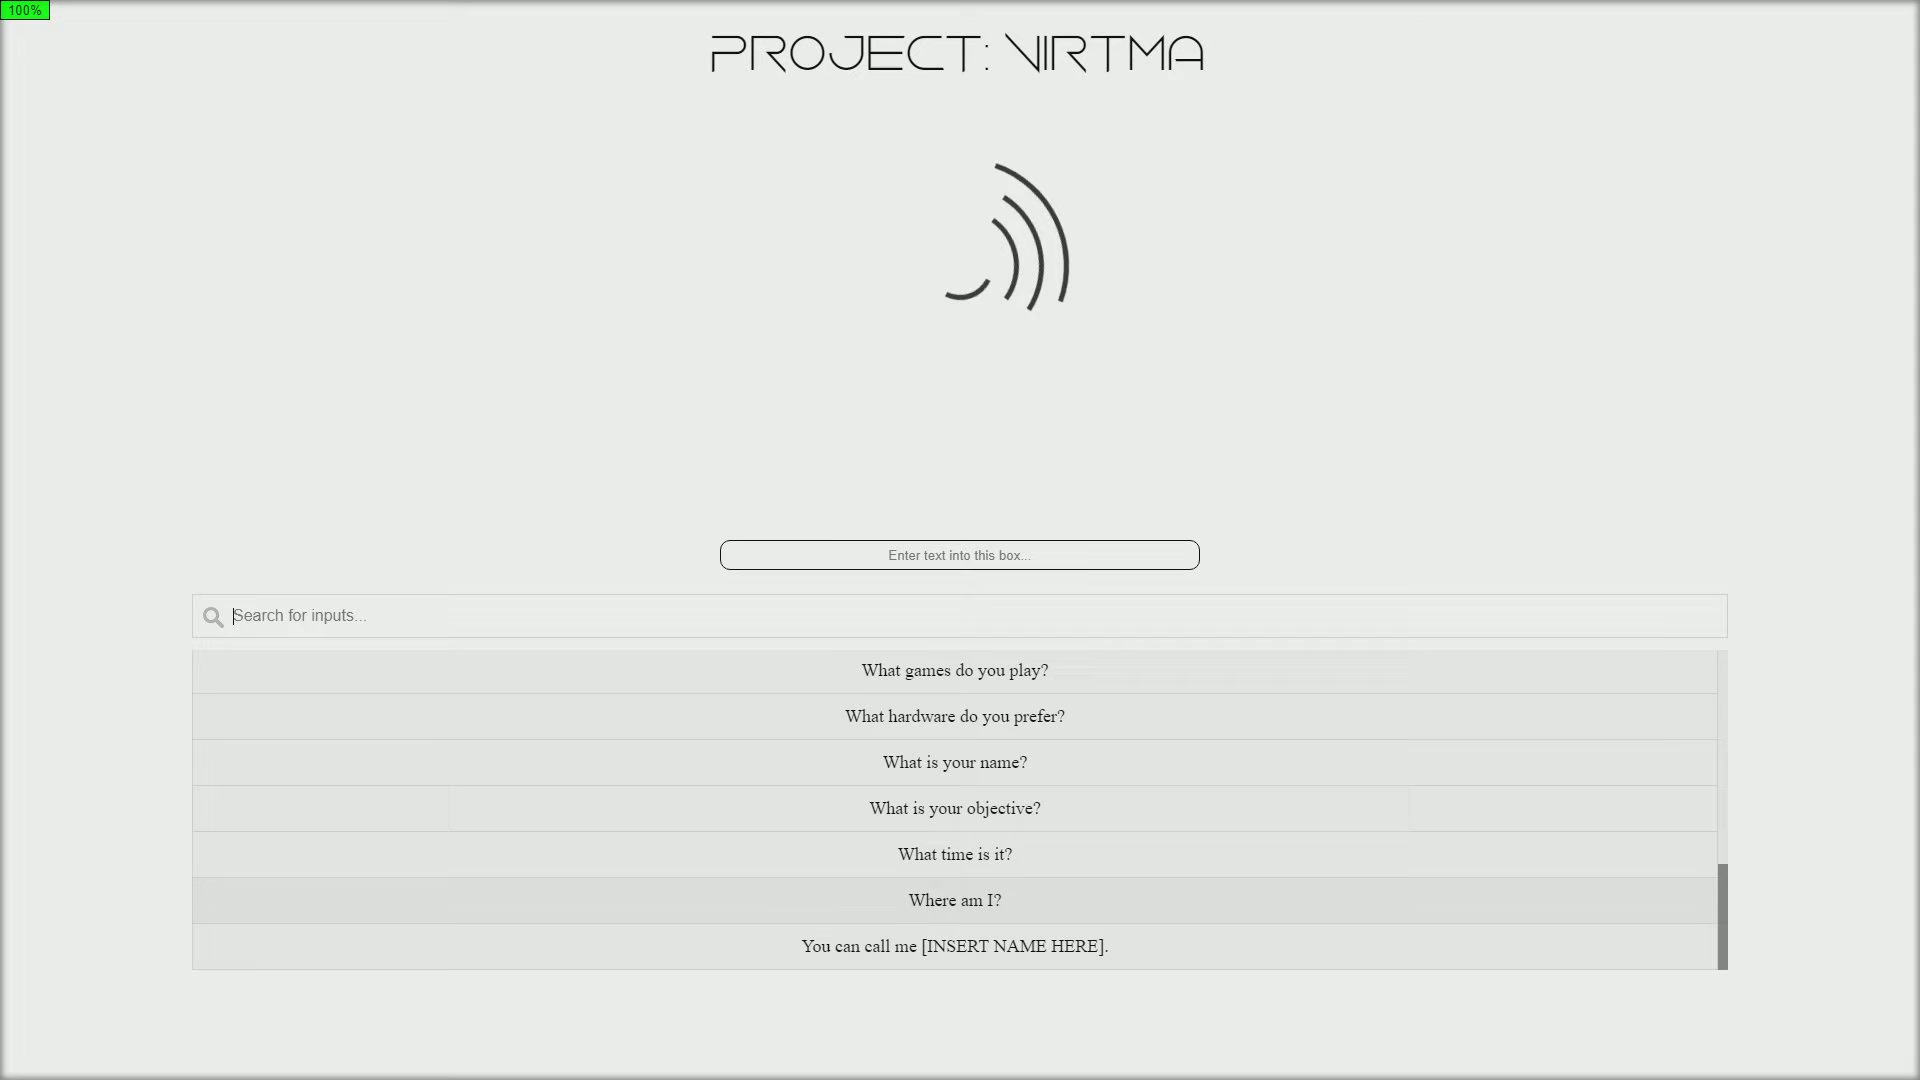 100%
PROJECT: VIRTMA
Enter text into this box...
Search for inputs...
What games do you play?
What hardware do you prefer?
What is your name?
What is your objective?
What time is it?
Where am I?
You can call me [INSERT NAME HERE].